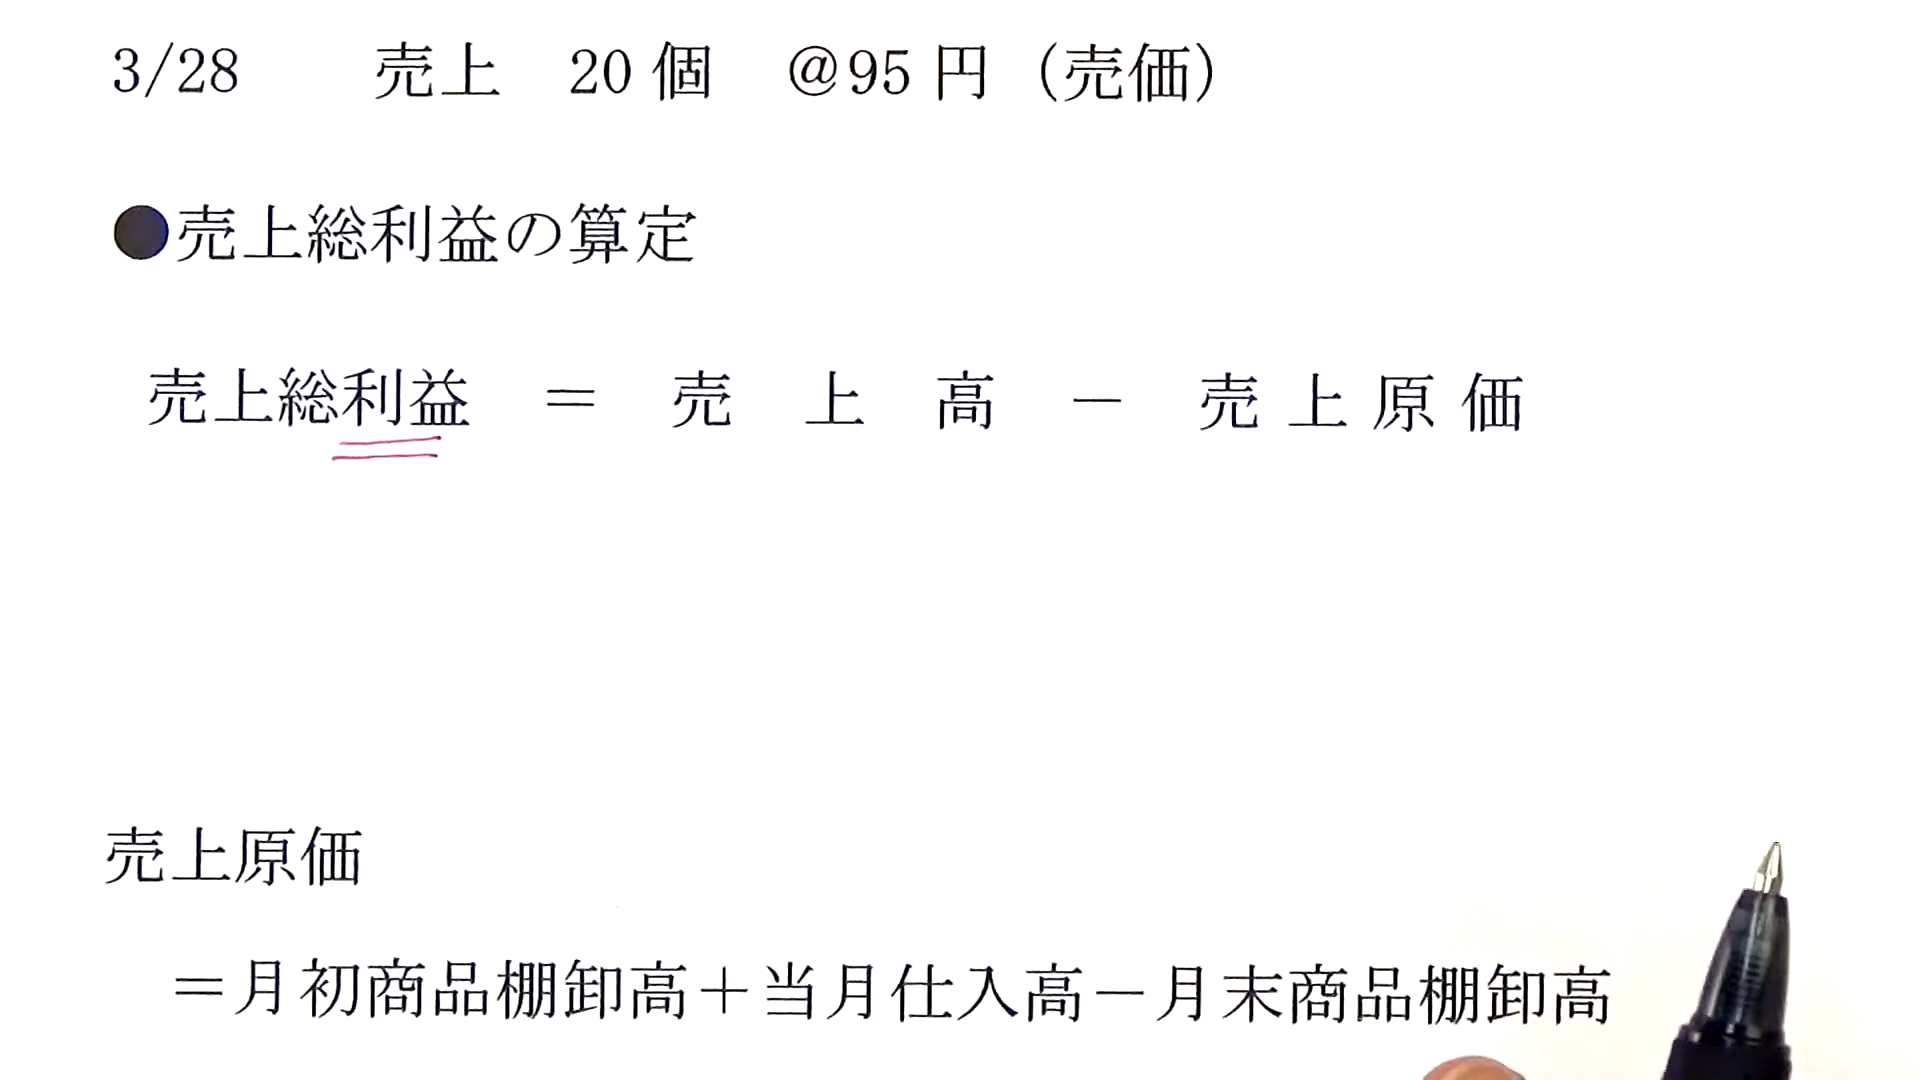 3/28　売上　20個　@95円（売価）
●売上総利益の算定
売上総利益　＝　売　上　高　－　売 上 原 価
売上原価
＝月初商品棚卸高＋当月仕入高－月末商品棚卸高